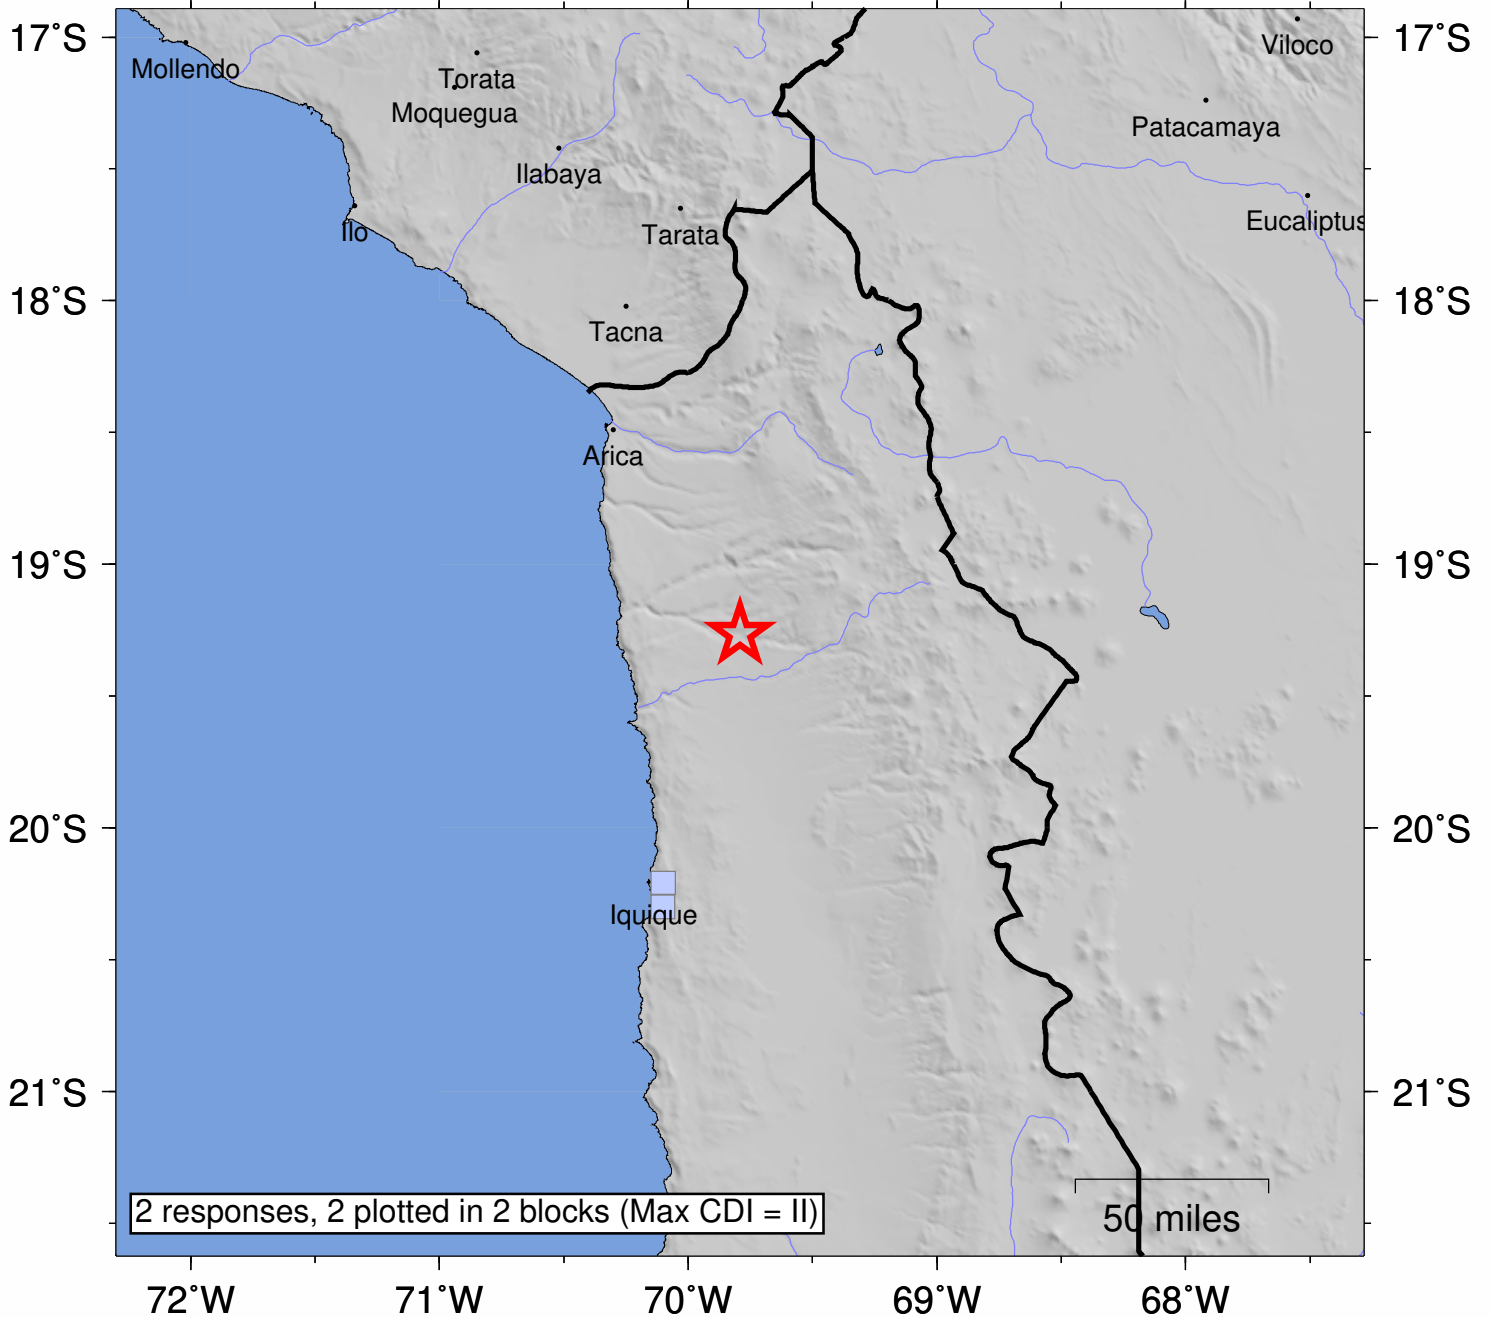 17˚S
17˚S
Viloco
Mollendo
Torata
Moquegua
Patacamaya
Ilabaya
Eucaliptus
Ilo
Tarata
18˚S
18˚S
Tacna
Arica
19˚S
19˚S
20˚S
20˚S
Iquique
21˚S
21˚S
2 responses, 2 plotted in 2 blocks (Max CDI = II)
50 miles
72˚W
71˚W
70˚W
69˚W
68˚W